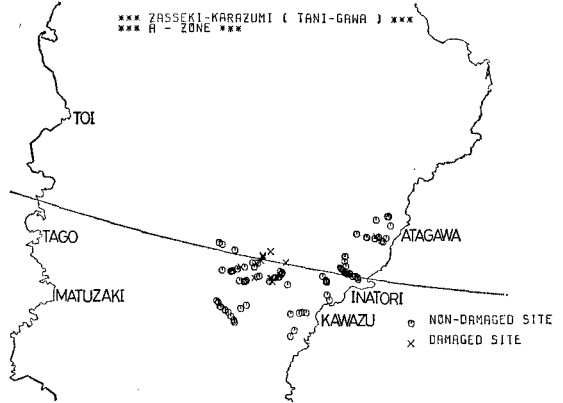 *** ZASSEKI-KARAZUMI ( TANI-GAWA ) ***
*** A - ZONE ***
TOI
TAGO
ATAGAWA
MATUZAKI
INATORI
KAWAZU
NON-DAMAGED SITE
DAMAGED SITE